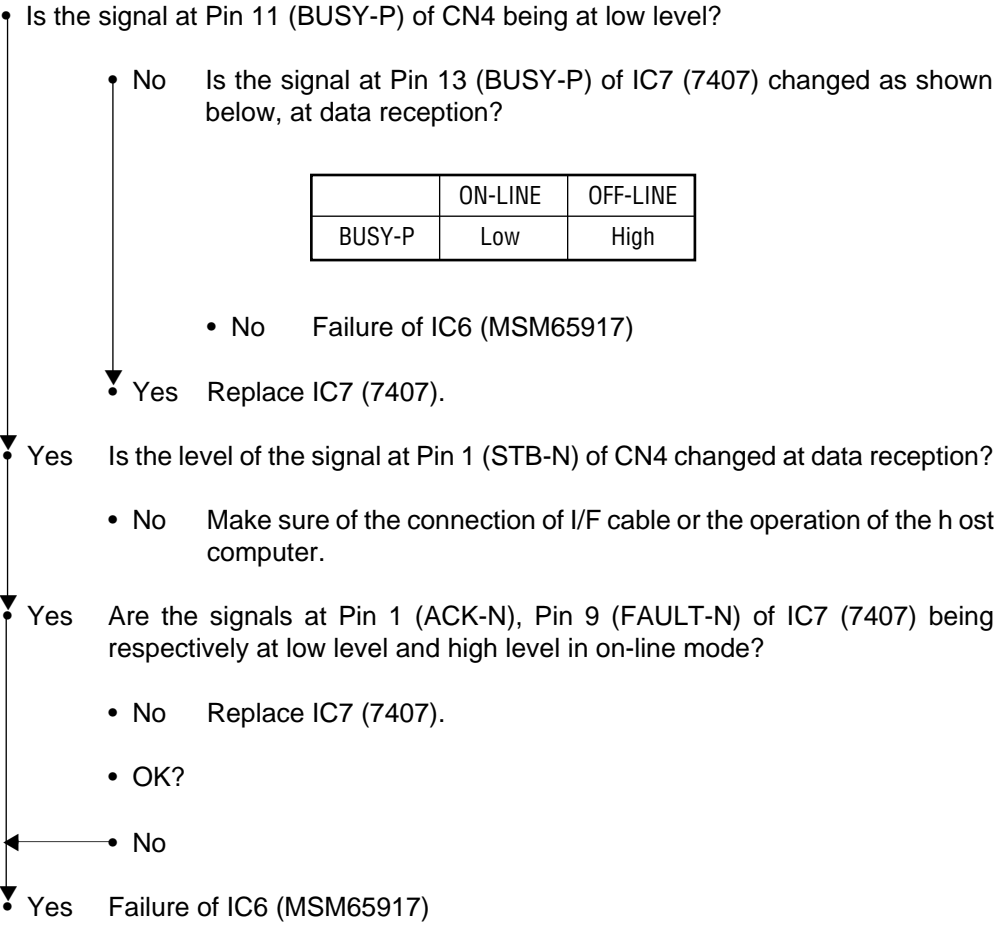 • Is the signal at Pin 11 (BUSY-P) of CN4 being at low level?
• No Is the signal at Pin 13 (BUSY-P) of IC7 (7407) changed as shown
below, at data reception?
ON-LINE OFF-LINE
BUSY-P Low High
• No Failure of IC6 (MSM65917)
• Yes Replace IC7 (7407).
• Yes Is the level of the signal at Pin 1 (STB-N) of CN4 changed at data reception?
• No Make sure of the connection of I/F cable or the operation of the h ost
computer.
• Yes Are the signals at Pin 1 (ACK-N), Pin 9 (FAULT-N) of IC7 (7407) being
respectively at low level and high level in on-line mode?
• No Replace IC7 (7407).
• OK?
• No
• Yes Failure of IC6 (MSM65917)